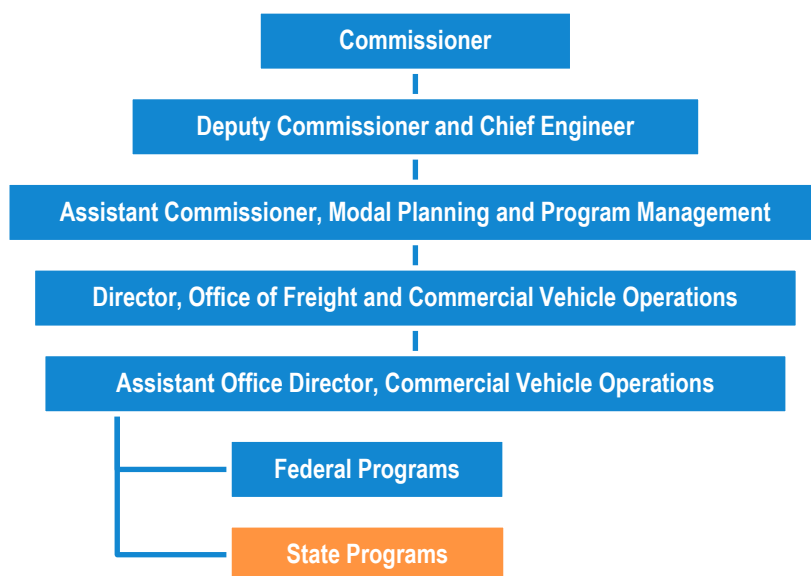 Commissioner
Deputy Commissioner and Chief Engineer
Assistant Commissioner, Modal Planning and Program Management
Director, Office of Freight and Commercial Vehicle Operations
Assistant Office Director, Commercial Vehicle Operations
Federal Programs
State Programs